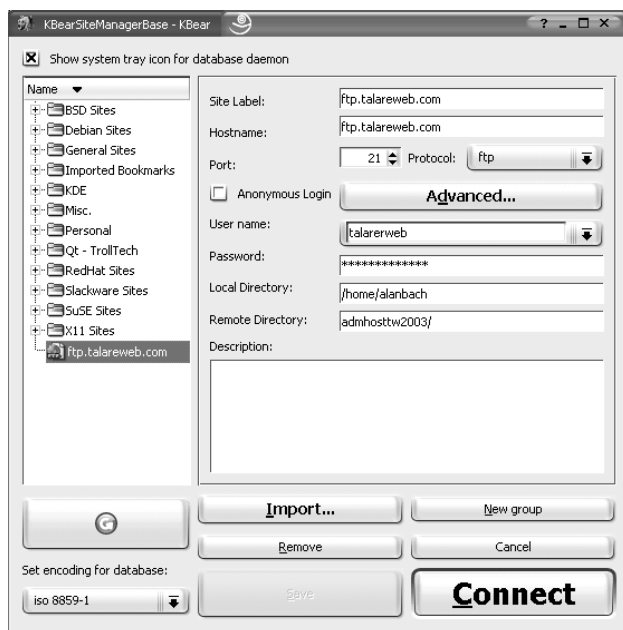 KBearSiteManagerBase - KBear
Show system tray icon for database daemon
Name
BSD Sites
Debian Sites
General Sites
Imported Bookmarks
KDE
Misc.
Personal
Qt - TrollTech
RedHat Sites
Slackware Sites
SuSE Sites
X11 Sites
ftp.talareweb.com
Site Label: ftp.talareweb.com
Hostname: ftp.talareweb.com
Port: 21 Protocol: ftp
Anonymous Login Advanced...
User name: talarerweb
Password: *************
Local Directory: /home/alanbach
Remote Directory: admhosttw2003/
Description:
Import... New group
Remove Cancel
Set encoding for database:
iso 8859-1
Save Connect